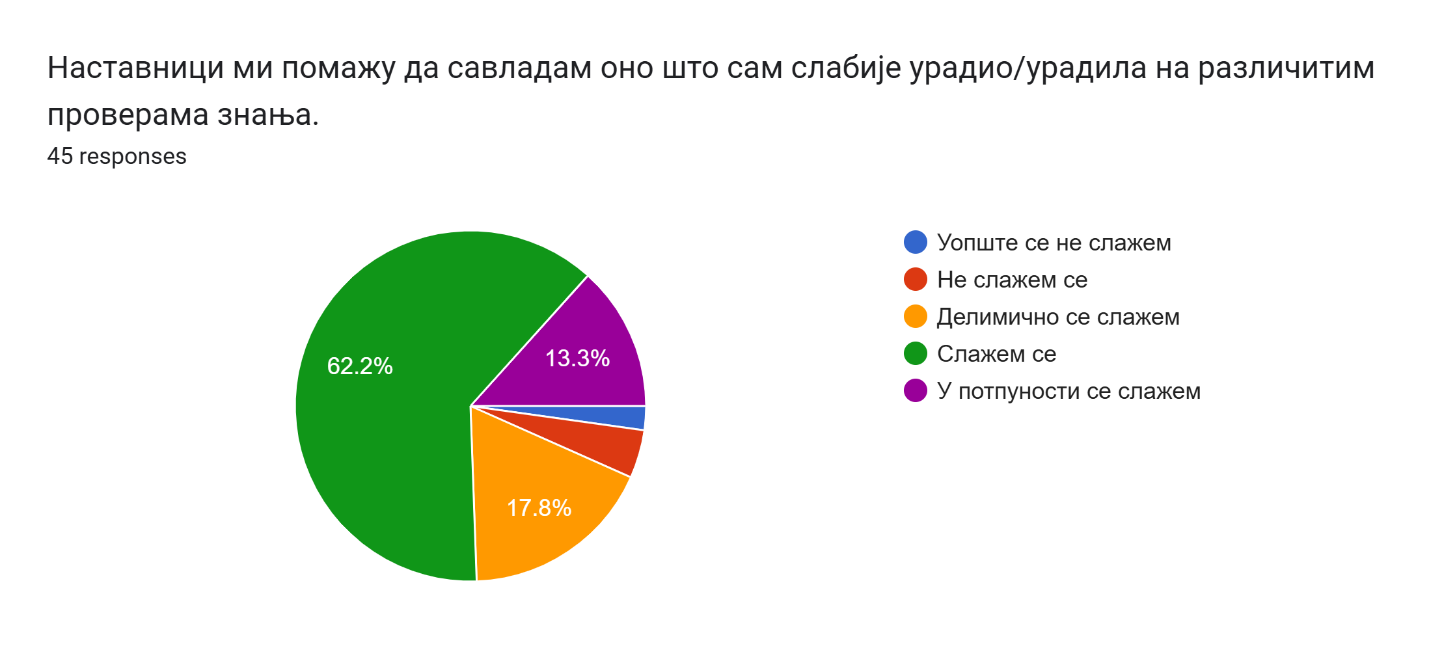 Наставници ми помажу да савладам оно што сам слабије урадио/урадила на различитим
проверама знања.
45 responses
62.2%
13.3%
17.8%
Уопште се не слажем
Не слажем се
Делимично се слажем
Слажем се
У потпуности се слажем